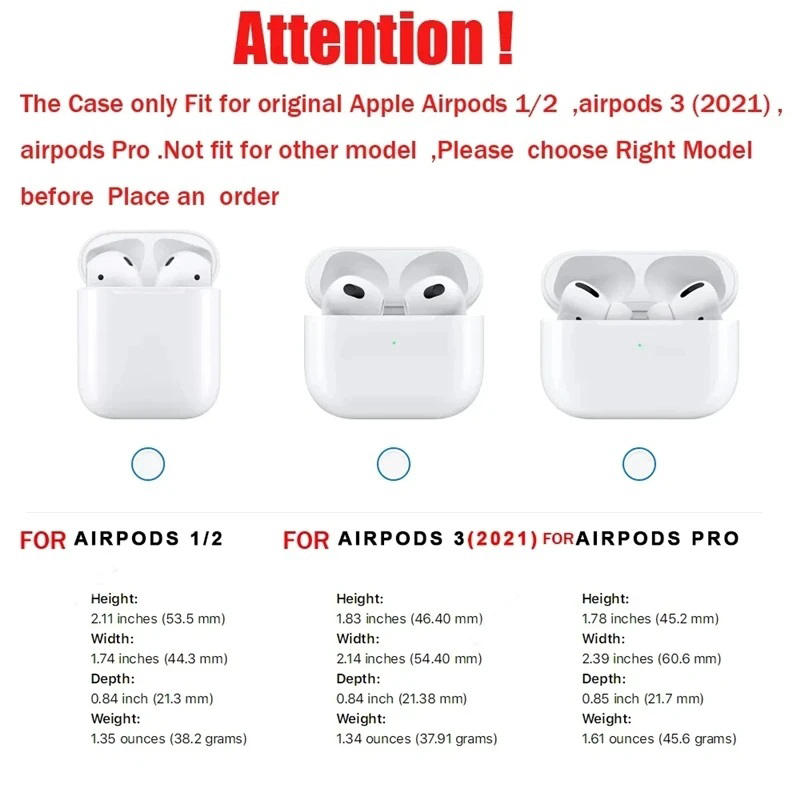 Attention !
The Case only Fit for original Apple Airpods 1/2 ,airpods 3 (2021) ,
airpods Pro .Not fit for other model ,Please choose Right Model
before Place an order
FOR AIRPODS 1/2
Height:
2.11 inches (53.5 mm)
Width:
1.74 inches (44.3 mm)
Depth:
0.84 inch (21.3 mm)
Weight:
1.35 ounces (38.2 grams)
FOR AIRPODS 3(2021)
Height:
1.83 inches (46.40 mm)
Width:
2.14 inches (54.40 mm)
Depth:
0.84 inch (21.38 mm)
Weight:
1.34 ounces (37.91 grams)
FOR AIRPODS PRO
Height:
1.78 inches (45.2 mm)
Width:
2.39 inches (60.6 mm)
Depth:
0.85 inch (21.7 mm)
Weight:
1.61 ounces (45.6 grams)